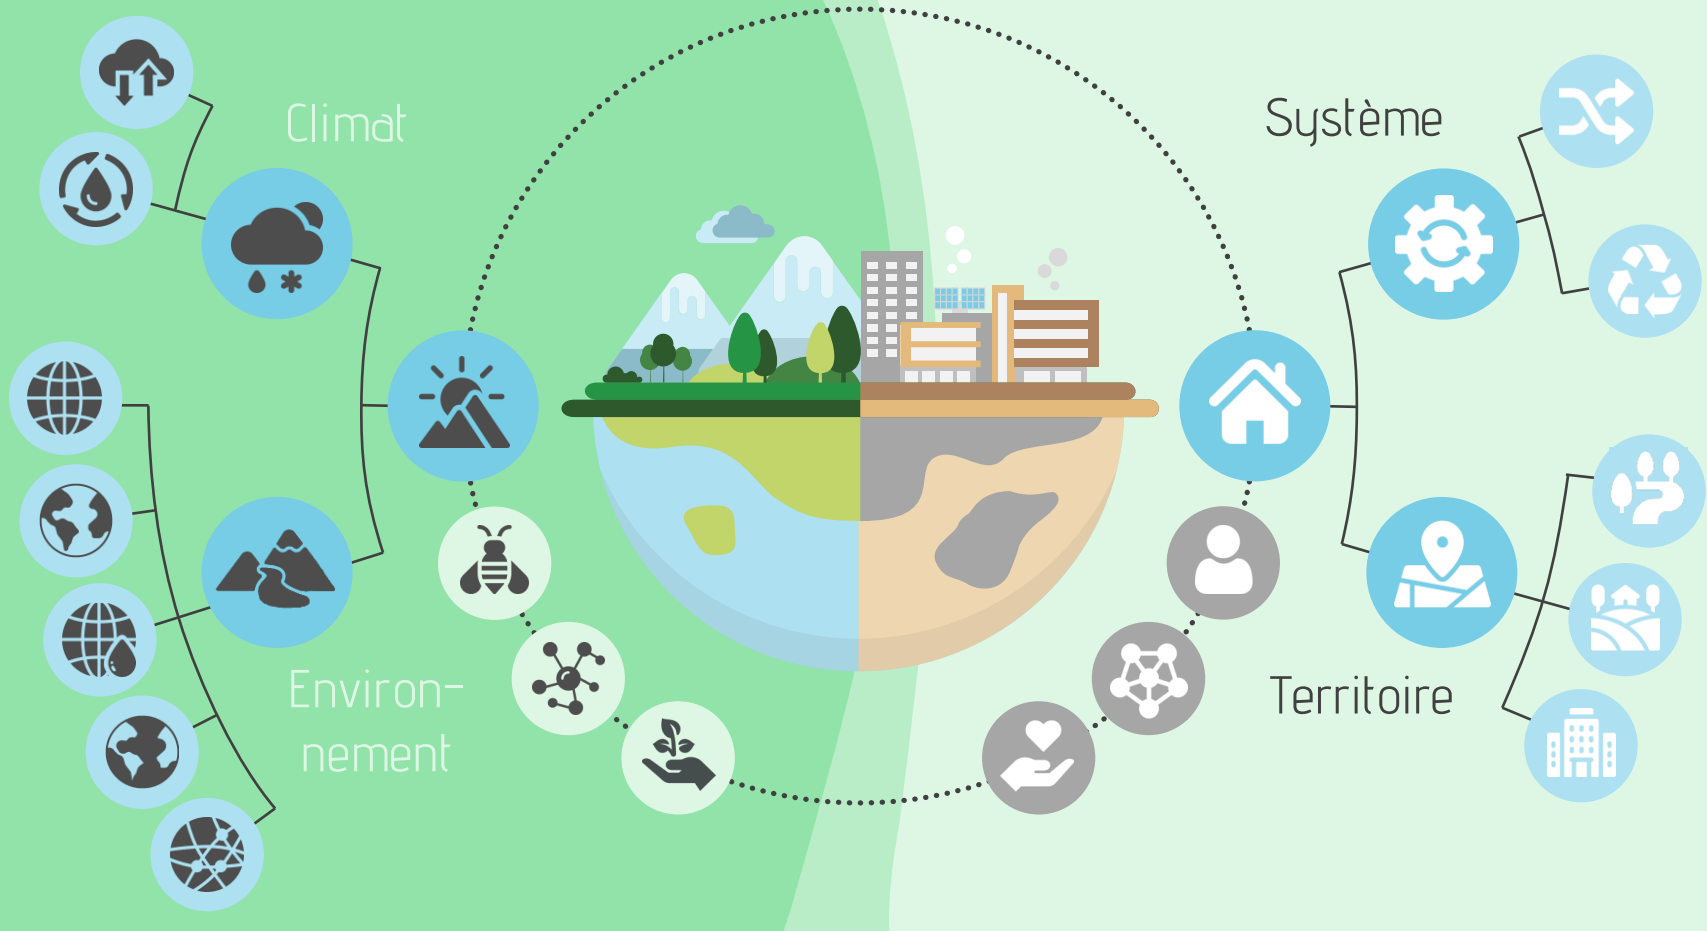 Climat
Système
Environ-
nement
Territoire